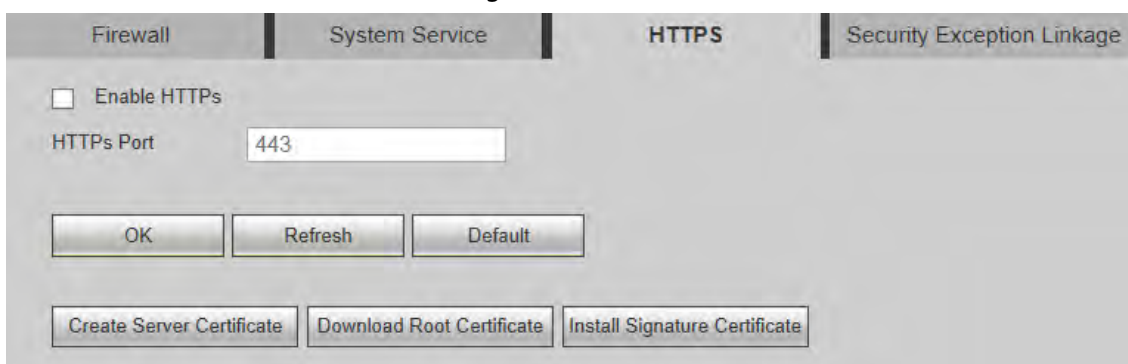 Firewall System Service HTTPS Security Exception Linkage
Enable HTTPs
HTTPs Port 443
OK Refresh Default
Create Server Certificate Download Root Certificate Install Signature Certificate